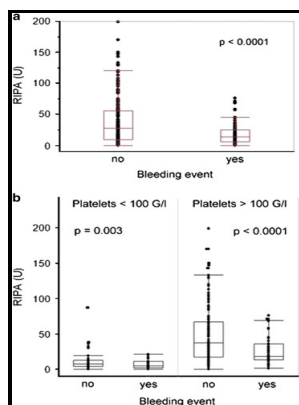 a
200
150
p < 0.0001
RIPA (U)
100
50
0
no yes
Bleeding event
b
Platelets < 100 G/l Platelets > 100 G/l
200
p = 0.003 p < 0.0001
150
RIPA (U)
100
50
0
no yes no yes
Bleeding event